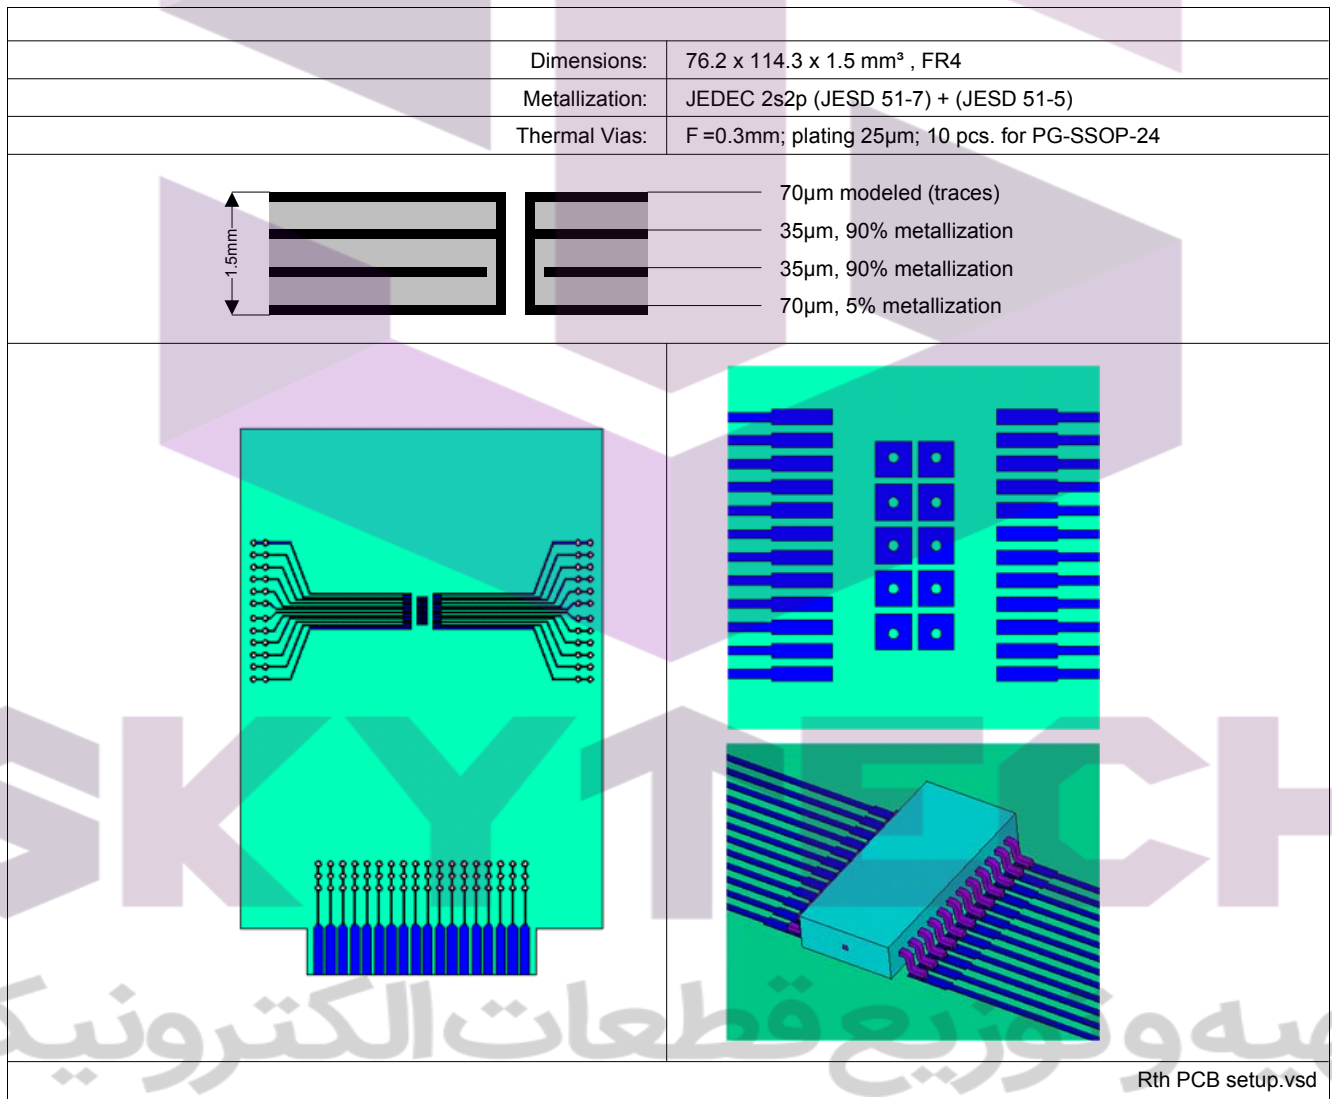 Dimensions: 76.2 x 114.3 x 1.5 mm³ , FR4
Metallization: JEDEC 2s2p (JESD 51-7) + (JESD 51-5)
Thermal Vias: F =0.3mm; plating 25µm; 10 pcs. for PG-SSOP-24
70µm modeled (traces)
35µm, 90% metallization
1.5mm
35µm, 90% metallization
70µm, 5% metallization
SKYTECH
قطعات الکترونیک
Rth PCB setup.vsd